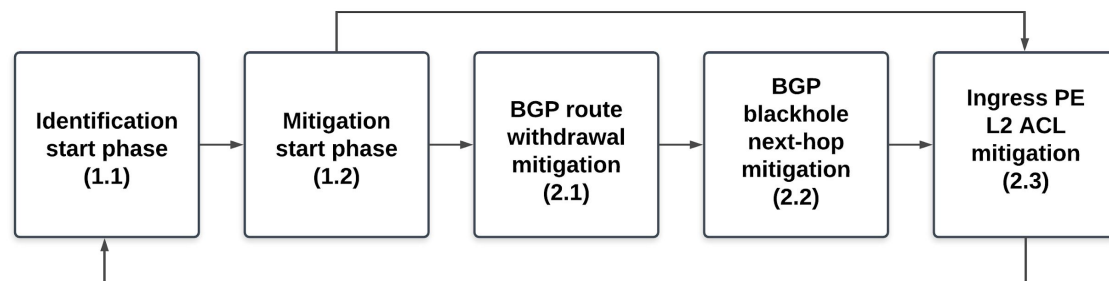 Identification
start phase
(1.1)
Mitigation
start phase
(1.2)
BGP route
withdrawal
mitigation
(2.1)
BGP
blackhole
next-hop
mitigation
(2.2)
Ingress PE
L2 ACL
mitigation
(2.3)